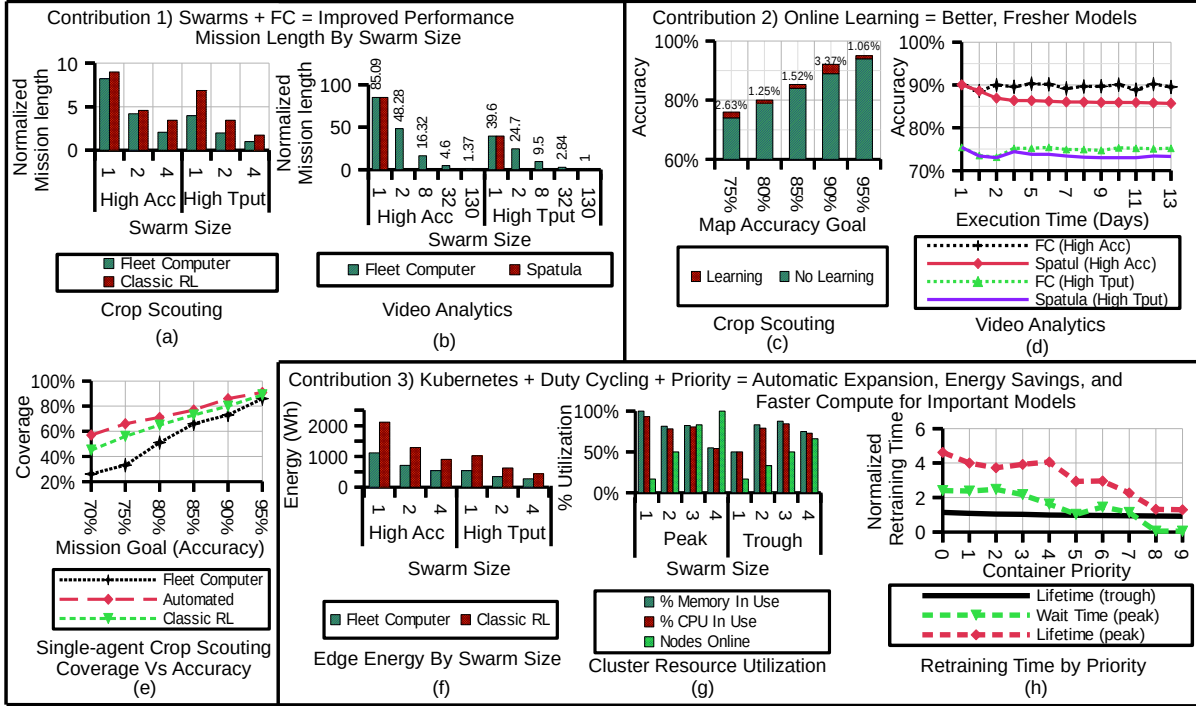 Contribution 1) Swarms + FC = Improved Performance
Mission Length By Swarm Size
Normalized
Mission length
10
5
0
1 2 4 1 2 4
High Acc High Tput
Swarm Size
Fleet Computer
Classic RL
Crop Scouting
(a)
Normalized
Mission length
100
50
0
85.09 48.28 16.32 4.6 1.37 39.6 24.7 9.5 2.84 1
1 2 8 32 130 1 2 8 32 130
High Acc High Tput
Swarm Size
Fleet Computer Spatula
Video Analytics
(b)
Contribution 2) Online Learning = Better, Fresher Models
Accuracy
100%
80%
60%
2.63% 1.25% 1.52% 3.37% 1.06%
75% 80% 85% 90% 95%
Map Accuracy Goal
Learning No Learning
Crop Scouting
(c)
Accuracy
100%
90%
80%
70%
1 2 4 5 7 9 10 11 13
Execution Time (Days)
FC (High Acc)
Spatul (High Acc)
FC (High Tput)
Spatula (High Tput)
Video Analytics
(d)
Coverage
100%
80%
60%
40%
20%
70% 75% 80% 85% 90% 95%
Mission Goal (Accuracy)
Fleet Computer
Automated
Classic RL
Single-agent Crop Scouting
Coverage Vs Accuracy
(e)
Contribution 3) Kubernetes + Duty Cycling + Priority = Automatic Expansion, Energy Savings, and
Faster Compute for Important Models
Energy (Wh)
2000
1000
0
1 2 4 1 2 4
High Acc High Tput
Swarm Size
Fleet Computer Classic RL
Edge Energy By Swarm Size
(f)
% Utilization
100%
50%
0%
1 2 3 4 1 2 3 4
Peak Trough
Swarm Size
% Memory In Use
% CPU In Use
Nodes Online
Cluster Resource Utilization
(g)
Normalized
Retraining Time
6
4
2
0
0 1 2 3 4 5 6 7 8 9
Container Priority
Lifetime (trough)
Wait Time (peak)
Lifetime (peak)
Retraining Time by Priority
(h)